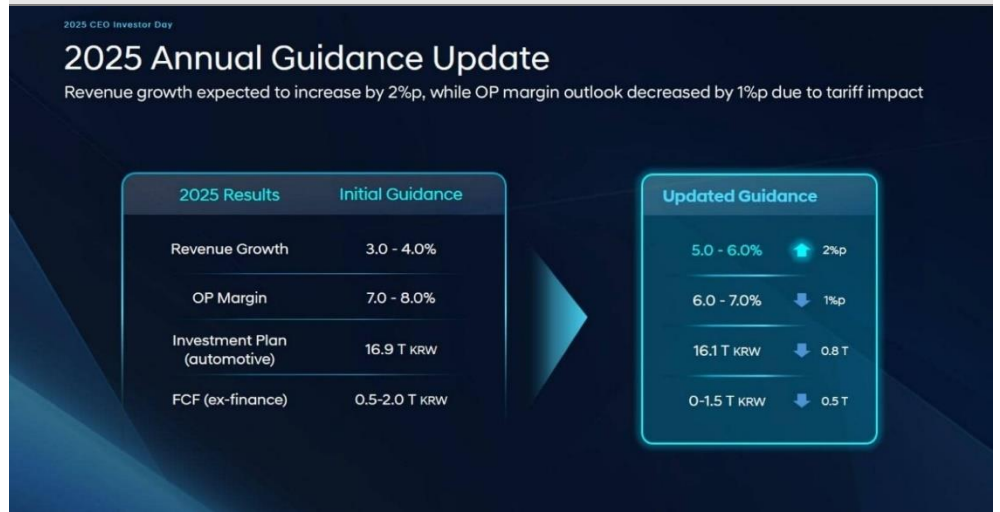 2025 CEO Investor Day
2025 Annual Guidance Update
Revenue growth expected to increase by 2%p, while OP margin outlook decreased by 1%p due to tariff impact
2025 Results Initial Guidance Updated Guidance
Revenue Growth 3.0 - 4.0% 5.0 - 6.0% 2%p
OP Margin 7.0 - 8.0% 6.0 - 7.0% 1%p
Investment Plan
(automotive) 16.9 T KRW 16.1 T KRW 0.8 T
FCF (ex-finance) 0.5-2.0 T KRW 0-1.5 T KRW 0.5 T